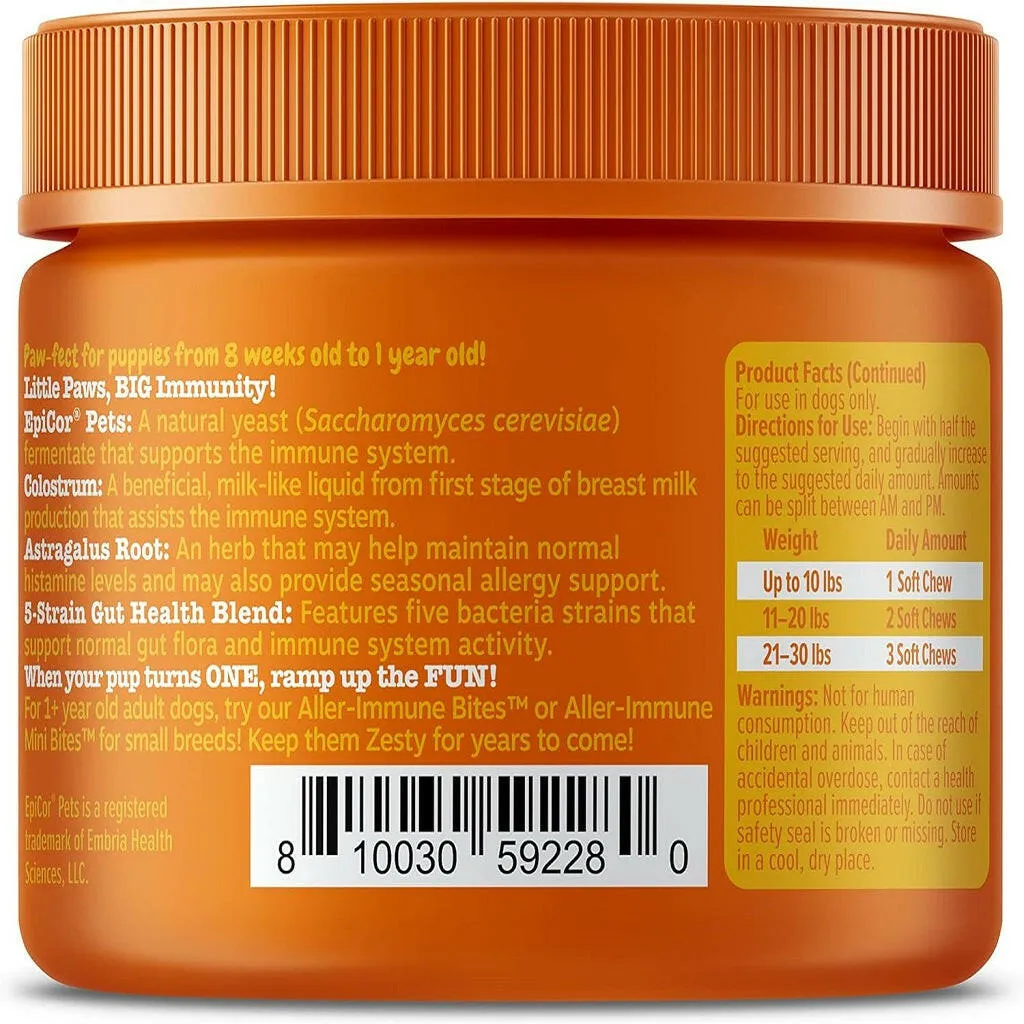 Paw-fect for puppies from 8 weeks old to 1 year old!
Little Paws, BIG Immunity!
EpiCor® Pets: A natural yeast (Saccharomyces cerevisiae)
fermentate that supports the immune system.
Colostrum: A beneficial, milk-like liquid from first stage of breast milk
production that assists the immune system.
Astragalus Root: An herb that may help maintain normal
histamine levels and may also provide seasonal allergy support.
5-Strain Gut Health Blend: Features five bacteria strains that
support normal gut flora and immune system activity.
When your pup turns ONE, ramp up the FUN!
For 1+ year old adult dogs, try our Aller-Immune Bites™ or Aller-Immune
Mini Bites™ for small breeds! Keep them Zesty for years to come!
EpiCor® Pets is a registered
trademark of Embria Health
Sciences, LLC.
8 10030 59228 0
Product Facts (Continued)
For use in dogs only.
Directions for Use: Begin with half the
suggested serving, and gradually increase
to the suggested daily amount. Amounts
can be split between AM and PM.
Weight Daily Amount
Up to 10 lbs 1 Soft Chew
11–20 lbs 2 Soft Chews
21–30 lbs 3 Soft Chews
Warnings: Not for human
consumption. Keep out of the reach of
children and animals. In case of
accidental overdose, contact a health
professional immediately. Do not use if
safety seal is broken or missing. Store
in a cool, dry place.